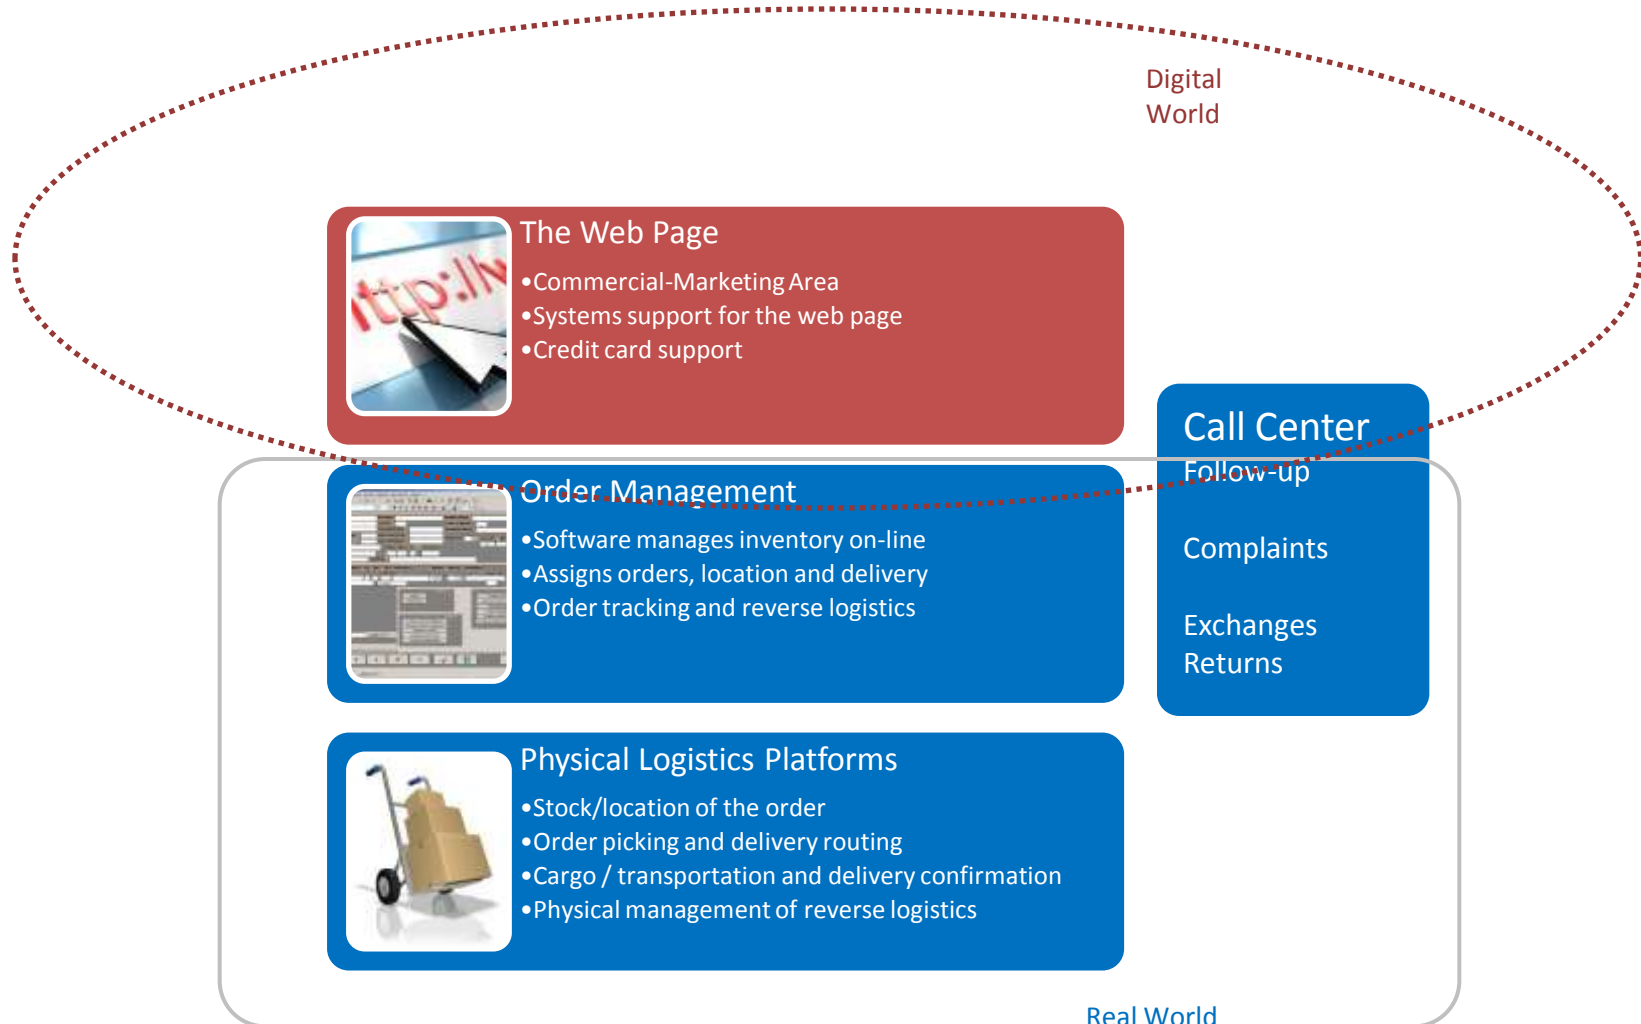 Digital
World
The Web Page
•Commercial-Marketing Area
•Systems support for the web page
•Credit card support
Call Center
Follow-up
Complaints
Exchanges
Returns
Order Management
•Software manages inventory on-line
•Assigns orders, location and delivery
•Order tracking and reverse logistics
Physical Logistics Platforms
•Stock/location of the order
•Order picking and delivery routing
•Cargo / transportation and delivery confirmation
•Physical management of reverse logistics
Real World